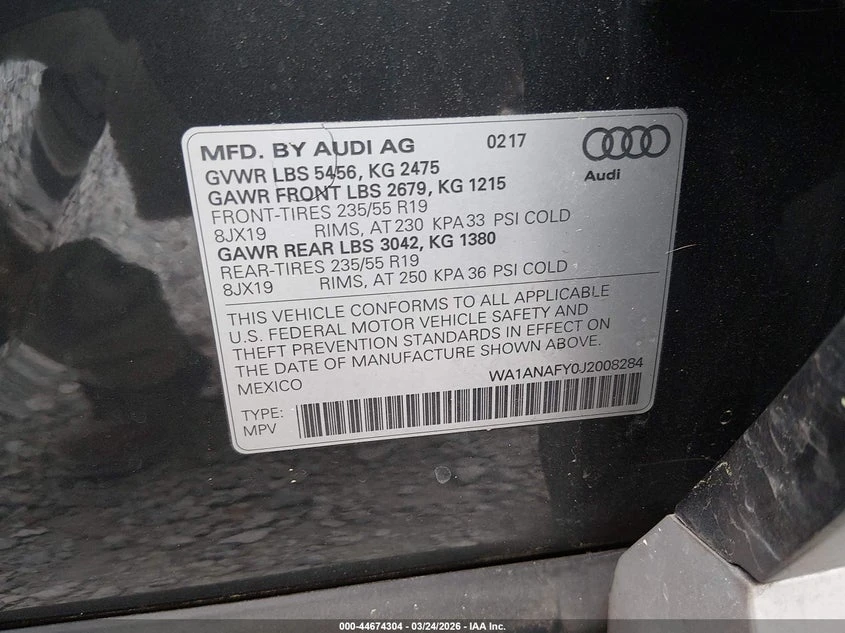 MFD. BY AUDI AG 0217
GVWR LBS 5456, KG 2475
GAWR FRONT LBS 2679, KG 1215
FRONT-TIRES 235/55 R19
8JX19 RIMS, AT 230 KPA 33 PSI COLD
GAWR REAR LBS 3042, KG 1380
REAR-TIRES 235/55 R19
8JX19 RIMS, AT 250 KPA 36 PSI COLD
Audi
THIS VEHICLE CONFORMS TO ALL APPLICABLE
U.S. FEDERAL MOTOR VEHICLE SAFETY AND
THEFT PREVENTION STANDARDS IN EFFECT ON
THE DATE OF MANUFACTURE SHOWN ABOVE.
MEXICO
WA1ANAFY0J2008284
TYPE:
MPV
000-44674304 - 03/24/2026 - IAA Inc.